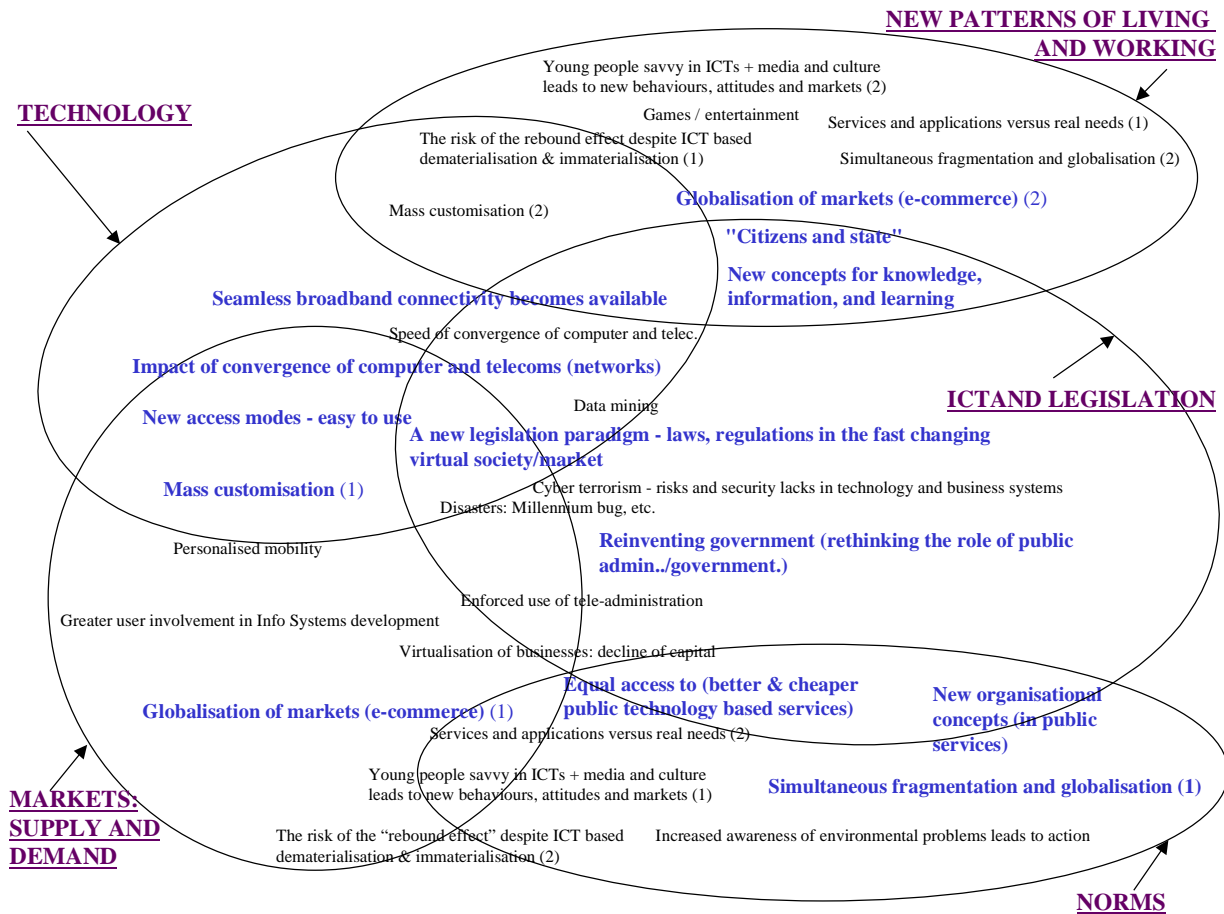 NEW PATTERNS OF LIVING
AND WORKING
Young people savvy in ICTs + media and culture
leads to new behaviours, attitudes and markets (2)
TECHNOLOGY
Games / entertainment
Services and applications versus real needs (1)
The risk of the rebound effect despite ICT based
dematerialisation & immaterialisation (1)
Simultaneous fragmentation and globalisation (2)
Globalisation of markets (e-commerce) (2)
Mass customisation (2)
"Citizens and state"
New concepts for knowledge,
information, and learning
Seamless broadband connectivity becomes available
Speed of convergence of computer and telec.
Impact of convergence of computer and telecoms (networks)
ICTAND LEGISLATION
Data mining
New access modes - easy to use
A new legislation paradigm - laws, regulations in the fast changing
virtual society/market
Mass customisation (1)
Cyber terrorism - risks and security lacks in technology and business systems
Disasters: Millennium bug, etc.
Personalised mobility
Reinventing government (rethinking the role of public
admin../government.)
Enforced use of tele-administration
Greater user involvement in Info Systems development
Virtualisation of businesses: decline of capital
Equal access to (better & cheaper
public technology based services)
New organisational
concepts (in public
services)
Globalisation of markets (e-commerce) (1)
Services and applications versus real needs (2)
Young people savvy in ICTs + media and culture
leads to new behaviours, attitudes and markets (1)
Simultaneous fragmentation and globalisation (1)
MARKETS:
SUPPLY AND
DEMAND
The risk of the “rebound effect” despite ICT based
dematerialisation & immaterialisation (2)
Increased awareness of environmental problems leads to action
NORMS